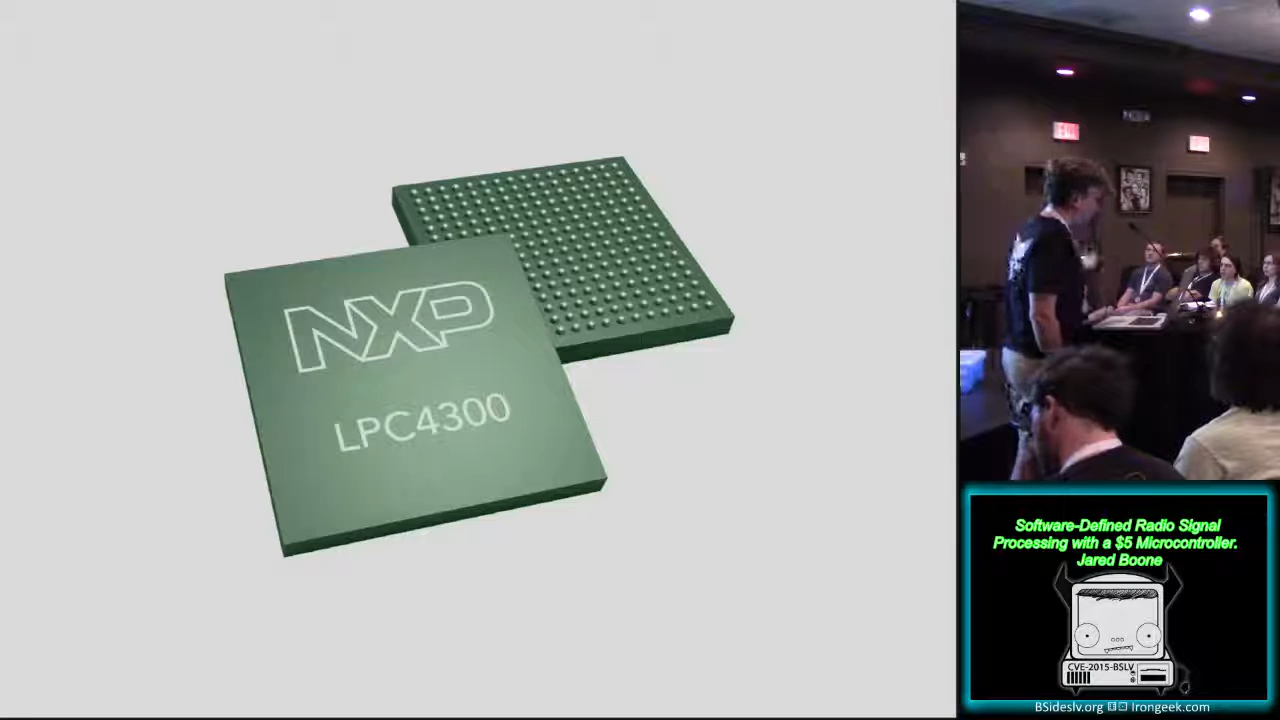 NXP
LPC4300
Software-Defined Radio Signal
Processing with a $5 Microcontroller.
Jared Boone
CVE-2015-BSLV
BSideslv.org
Irongeek.com